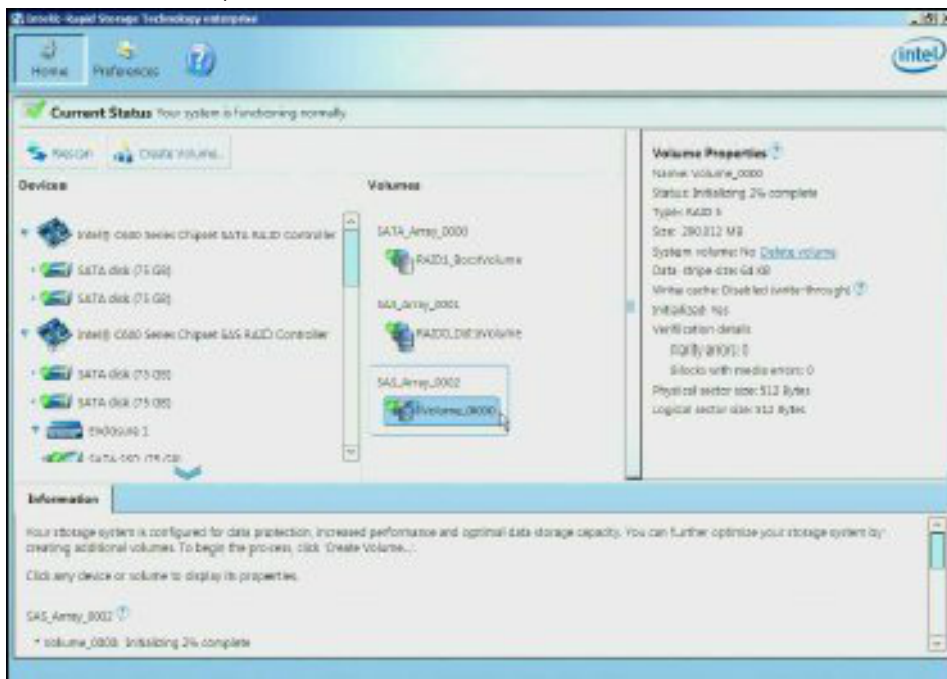 Intel® Rapid Storage Technology enterprise
Home
Preferences
intel
Current Status Your system is functioning normally
Rescan
Create Volume...
Devices
Intel® C600 Series Chipset SATA RAID Controller
SATA disk (75 GB)
SATA disk (75 GB)
Intel® C600 Series Chipset SAS RAID Controller
SATA disk (75 GB)
SATA disk (75 GB)
Enclosure 1
SATA SSD (75 GB)
Volumes
SATA_Array_0000
RAID1_BootVolume
SAS_Array_0001
RAID0_DataVolume
SAS_Array_0002
Volume_0000
Volume Properties
Name: Volume_0000
Status: Initializing 2% complete
Type: RAID 5
Size: MB
System volume: No Delete volume
Data stripe size: 64 KB
Write cache: Disabled (write-through)
Initialized: Yes
Verification details
Parity errors: 0
Blocks with media errors: 0
Physical sector size: 512 Bytes
Logical sector size: 512 Bytes
Information
Your storage system is configured for data protection, increased performance and optimal data storage capacity. You can further optimize your storage system by
creating additional volumes. To begin the process, click 'Create Volume...'.
Click any device or volume to display its properties.
SAS_Array_0002
Volume_0000: Initializing 2% complete